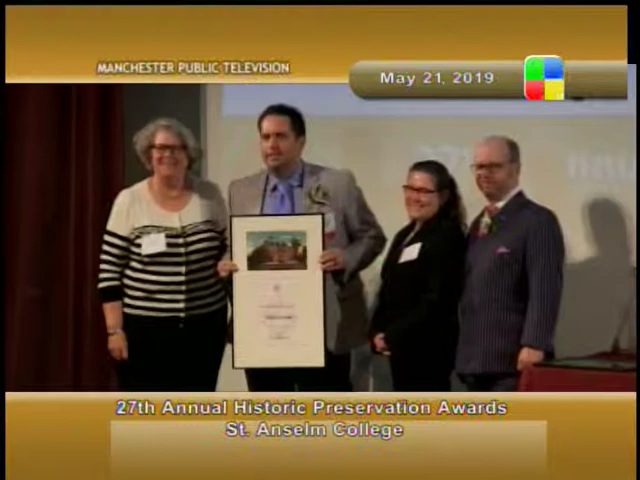 MANCHESTER PUBLIC TELEVISION
May 21, 2019
27th Annual Historic Preservation Awards
St. Anselm College